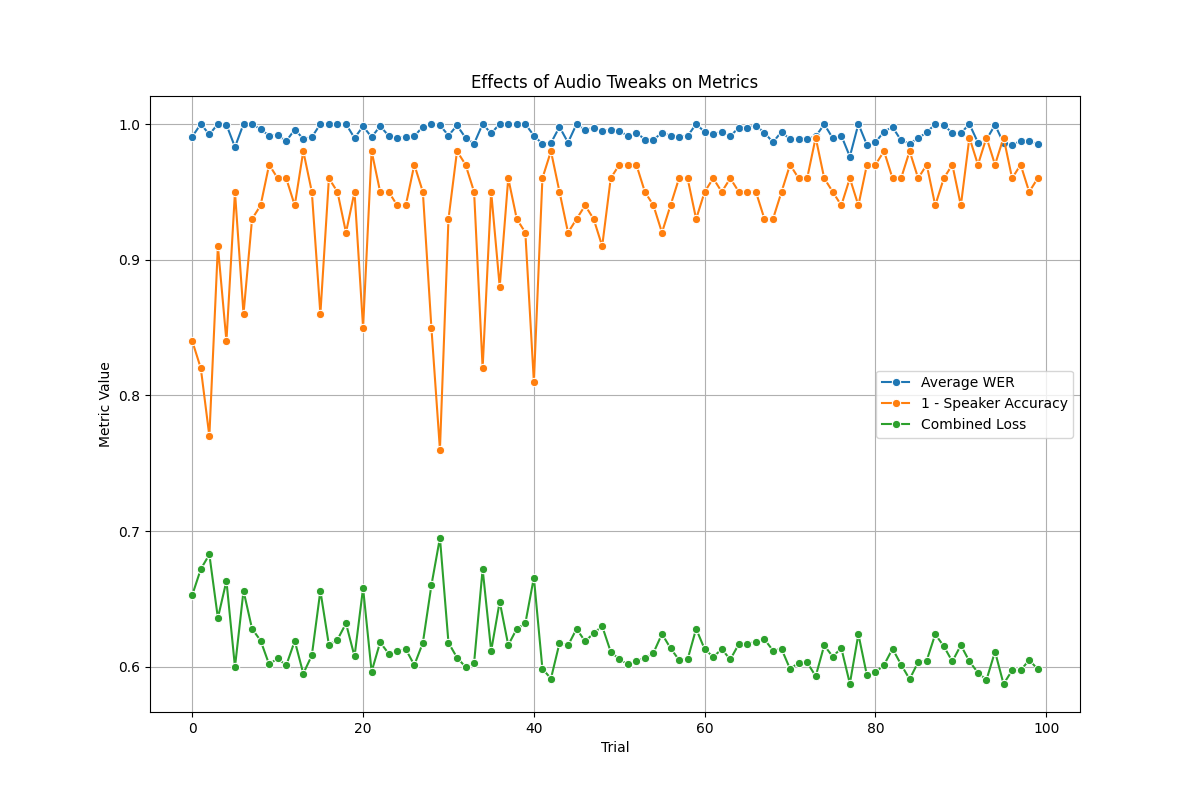 Effects of Audio Tweaks on Metrics
Metric Value
1.0
0.9
0.8
0.7
0.6
Average WER
1 - Speaker Accuracy
Combined Loss
0
20
40
60
80
100
Trial